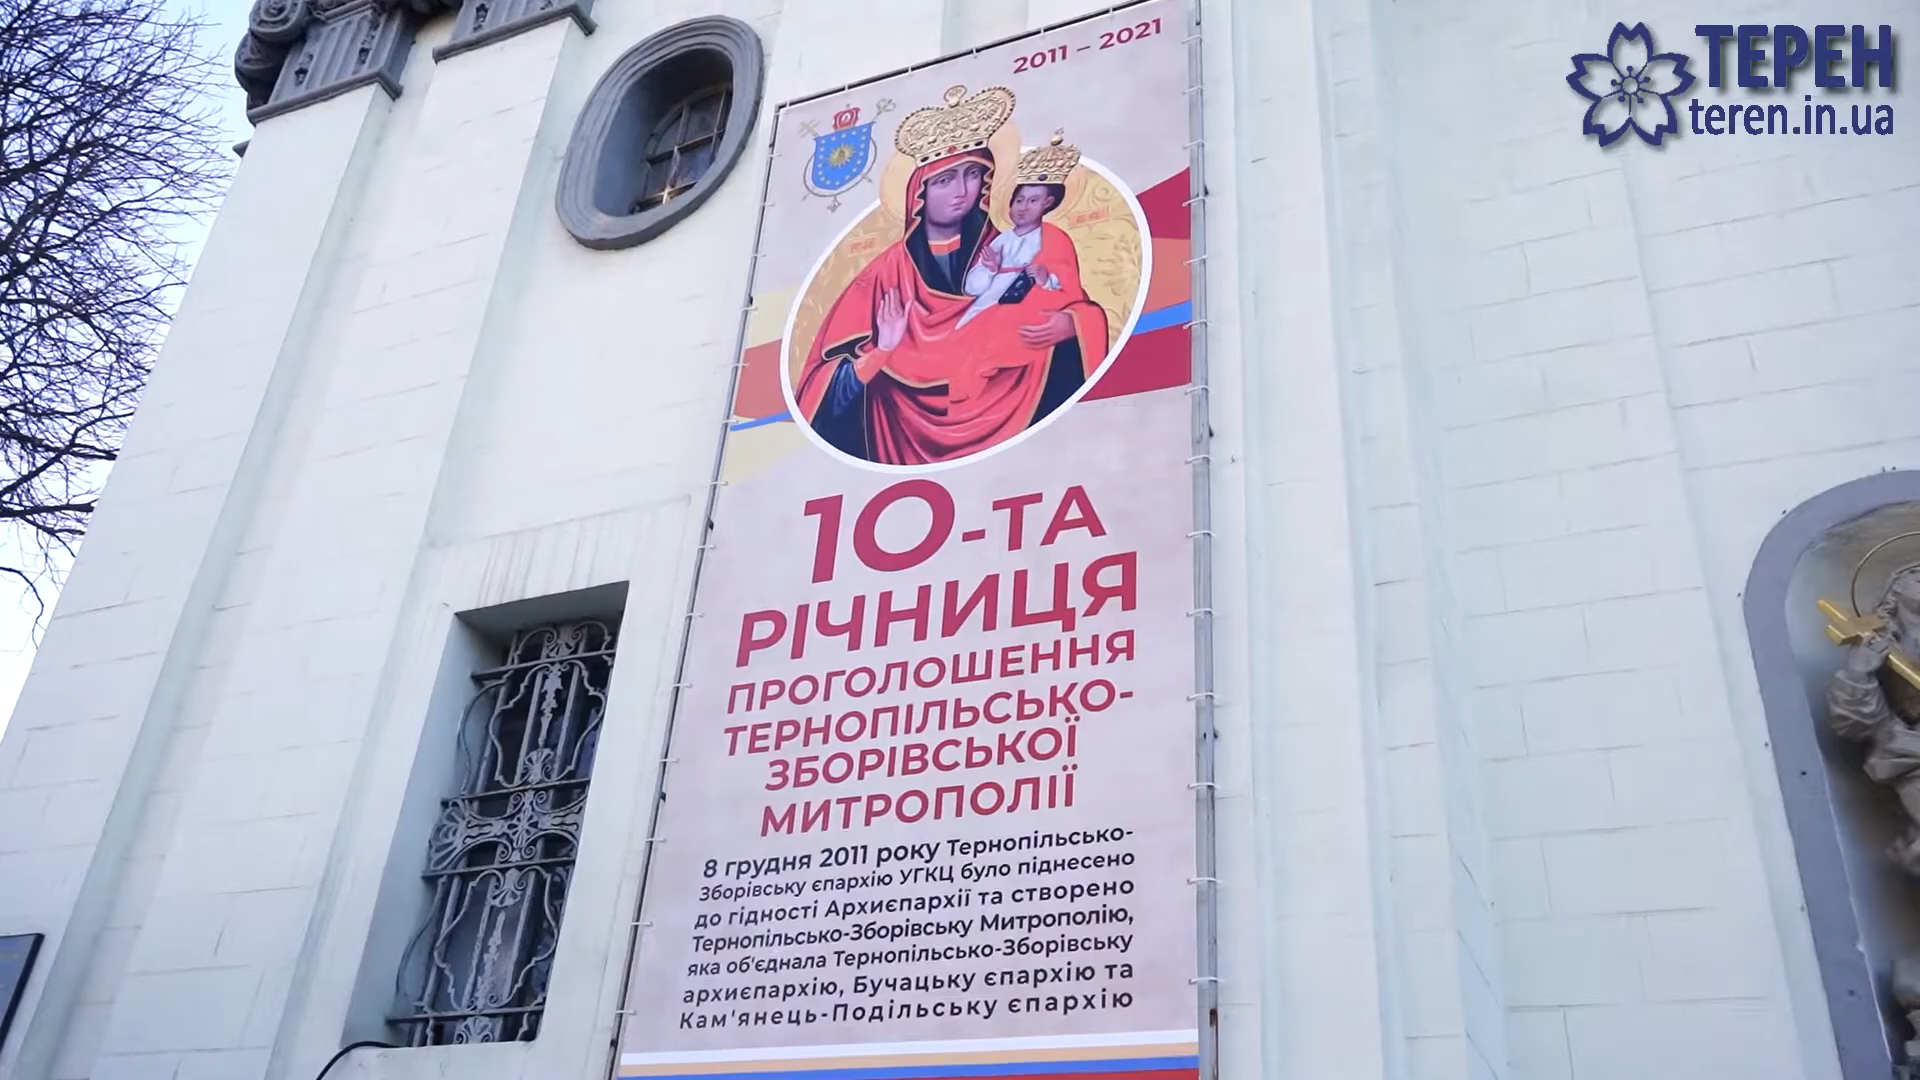 ТЕРЕН
teren.in.ua
2011 – 2021
10-ТА
РІЧНИЦЯ
ПРОГОЛОШЕННЯ
ТЕРНОПІЛЬСЬКО-
ЗБОРІВСЬКОЇ
МИТРОПОЛІЇ
8 грудня 2011 року Тернопільсько-
Зборівську єпархію УГКЦ було піднесено
до гідності Архиєпархії та створено
Тернопільсько-Зборівську Митрополію,
яка об'єднала Тернопільсько-Зборівську
архиєпархію, Бучацьку єпархію та
Кам'янець-Подільську єпархію